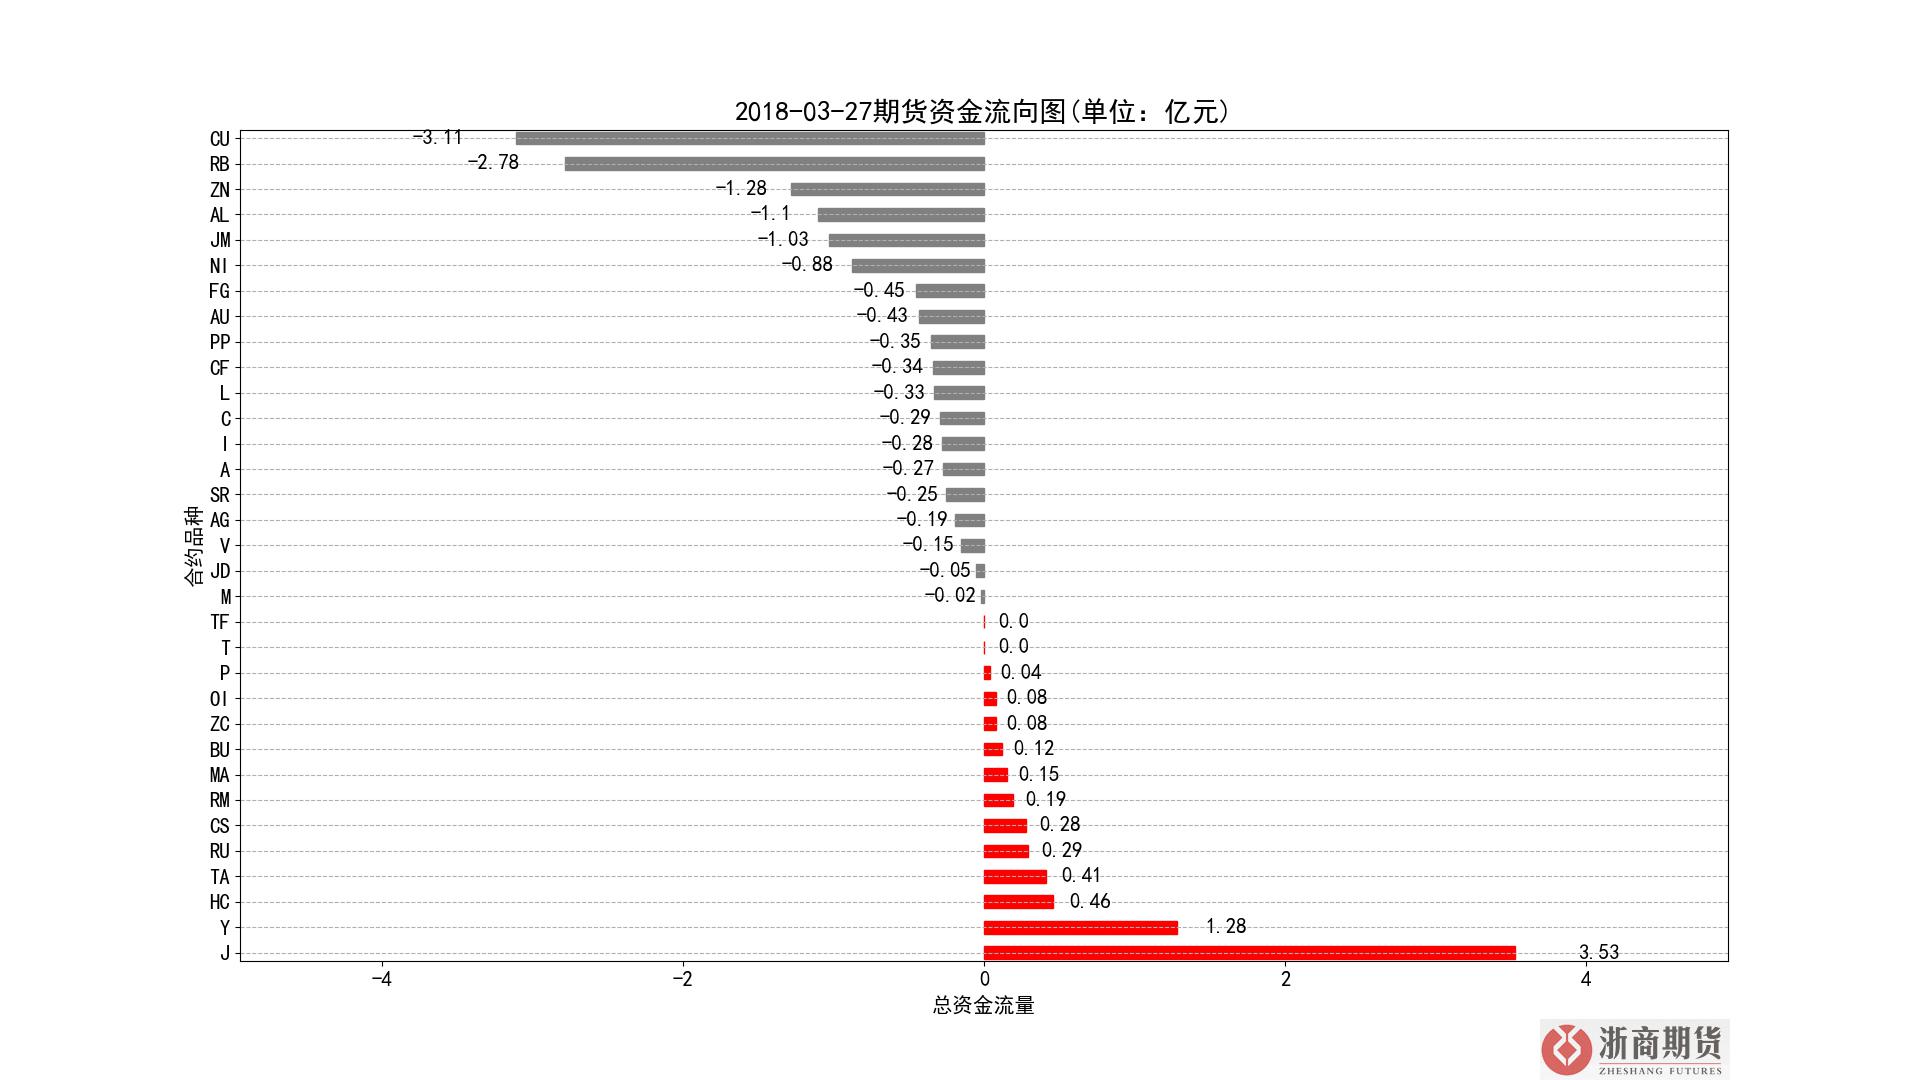 2018-03-27期货资金流向图(单位：亿元)
CU -3.11
RB -2.78
ZN -1.28
AL -1.1
JM -1.03
NI -0.88
FG -0.45
AU -0.43
PP -0.35
CF -0.34
L -0.33
C -0.29
I -0.28
A -0.27
SR -0.25
AG -0.19
V -0.15
JD -0.05
M -0.02
TF 0.0
T 0.0
P 0.04
OI 0.08
ZC 0.08
BU 0.12
MA 0.15
RM 0.19
CS 0.28
RU 0.29
TA 0.41
HC 0.46
Y 1.28
J 3.53
合约品种
-4 -2 0 2 4
总资金流量
浙商期货
ZHESHANG FUTURES